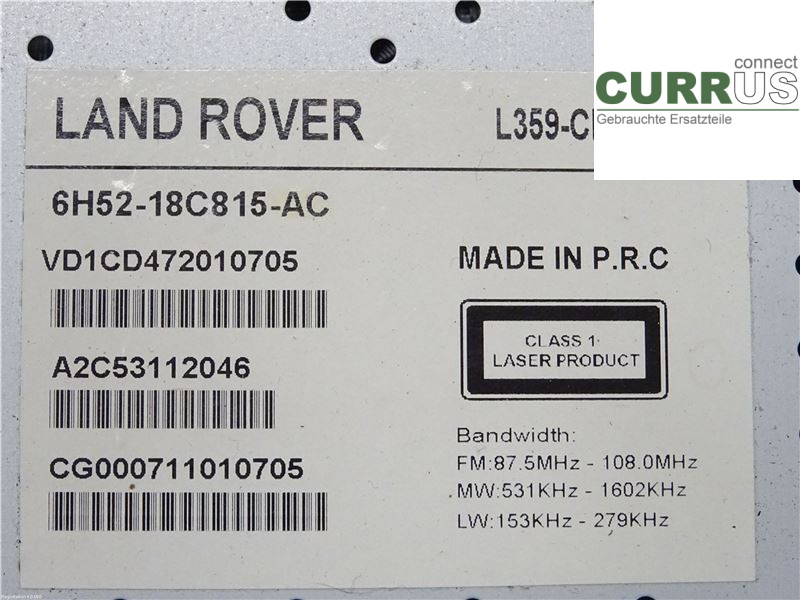 connect
CURRUS
Gebrauchte Ersatzteile
LAND ROVER
6H52-18C815-AC
VD1CD472010705
MADE IN P.R.C
CLASS 1
LASER PRODUCT
A2C53112046
CG000711010705
Bandwidth:
FM:87.5MHz - 108.0MHz
MW:531KHz - 1602KHz
LW:153KHz - 279KHz